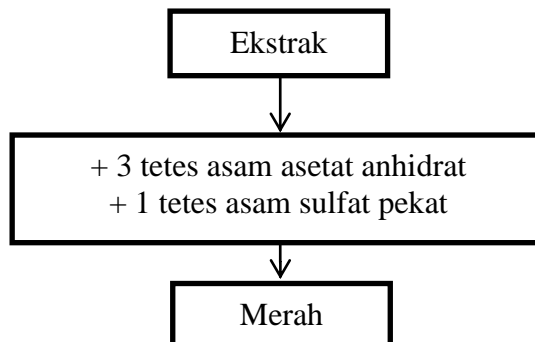 Ekstrak
+ 3 tetes asam asetat anhidrat
+ 1 tetes asam sulfat pekat
Merah